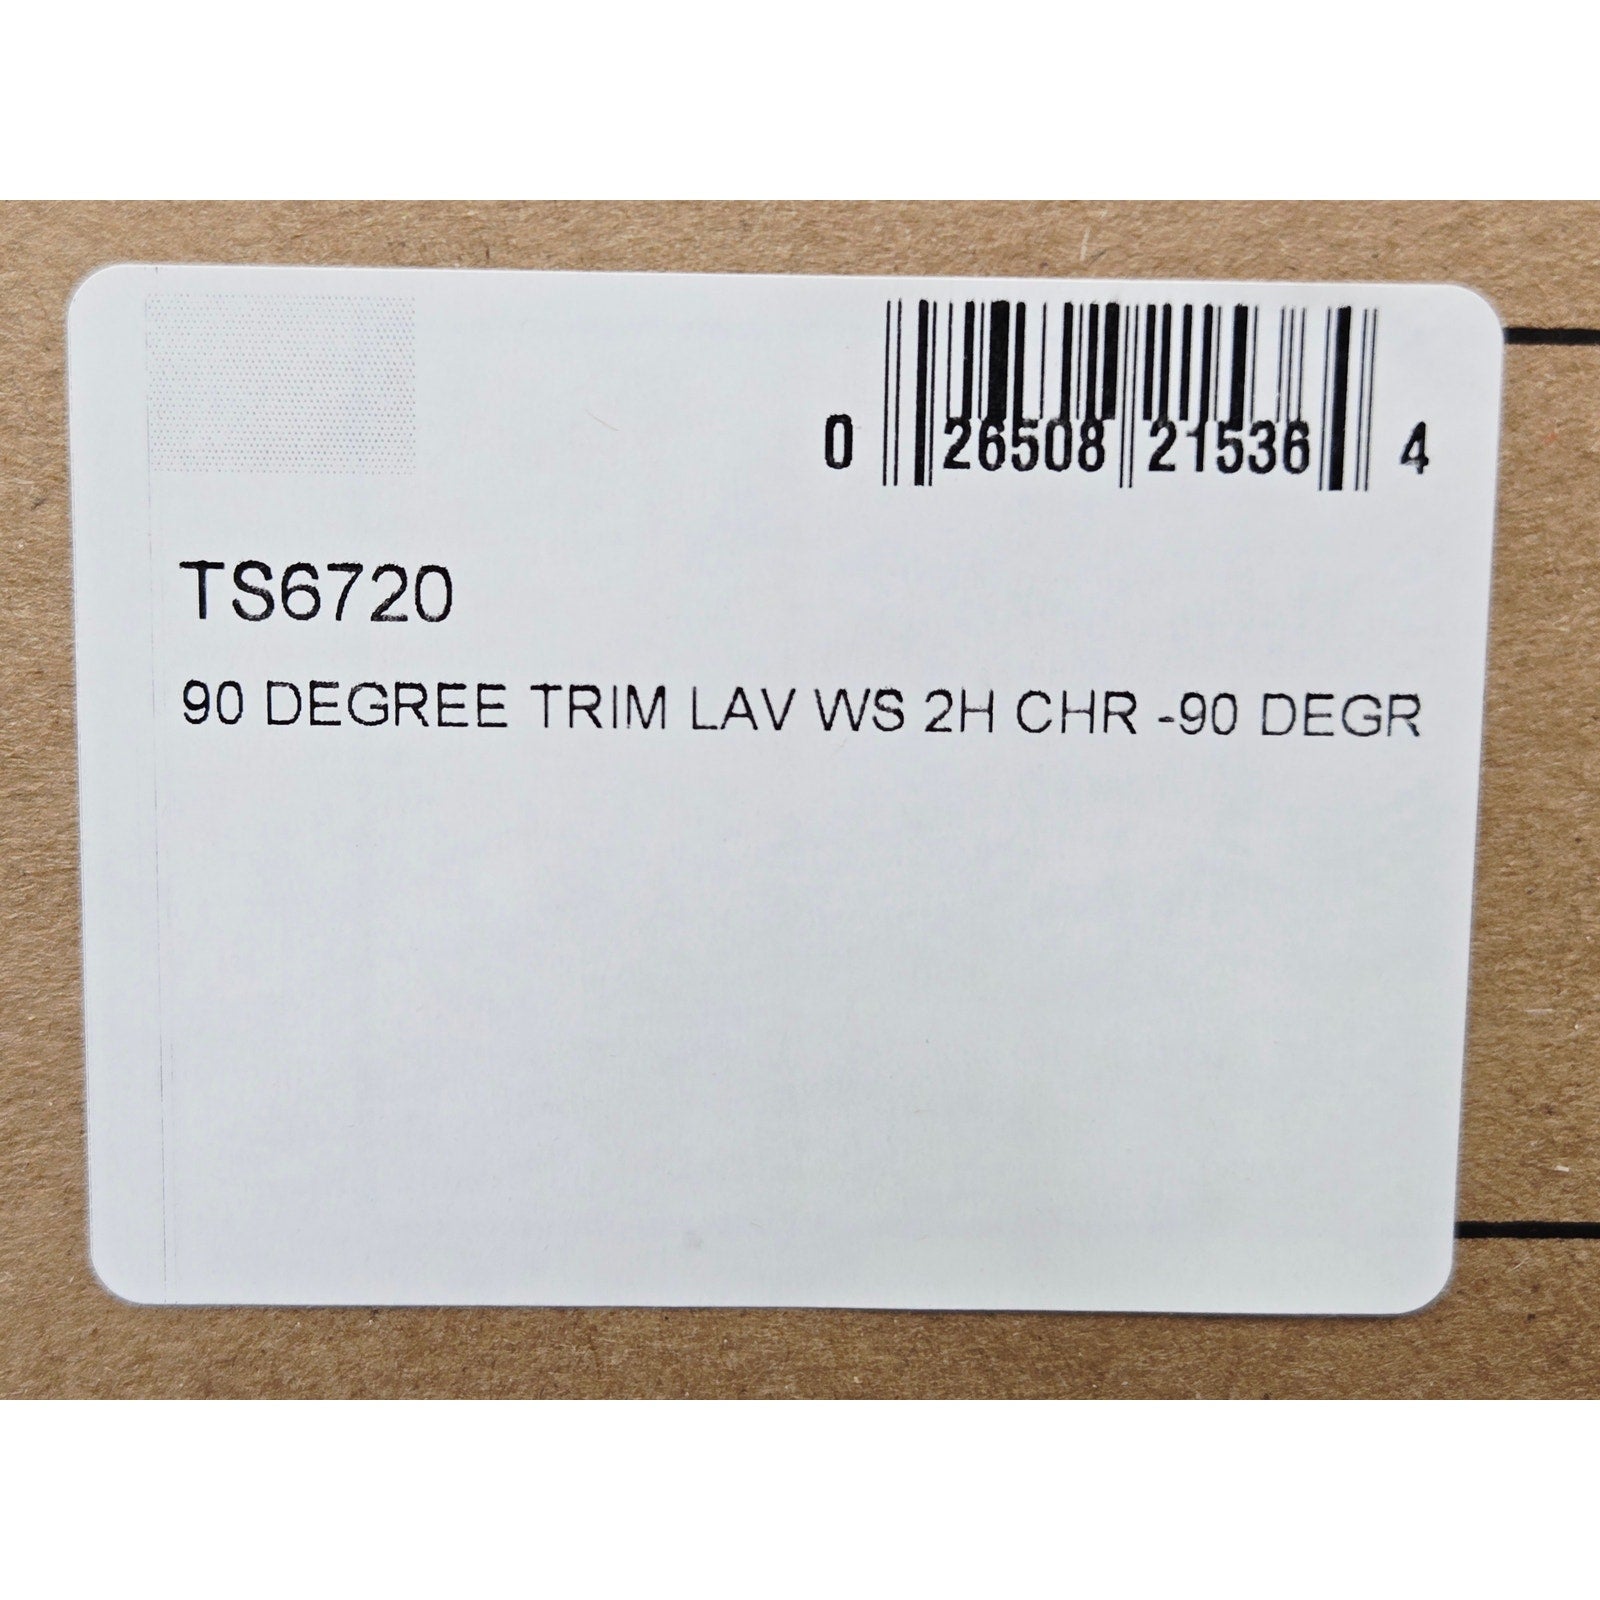 0 26508 21536 4
TS6720
90 DEGREE TRIM LAV WS 2H CHR -90 DEGR